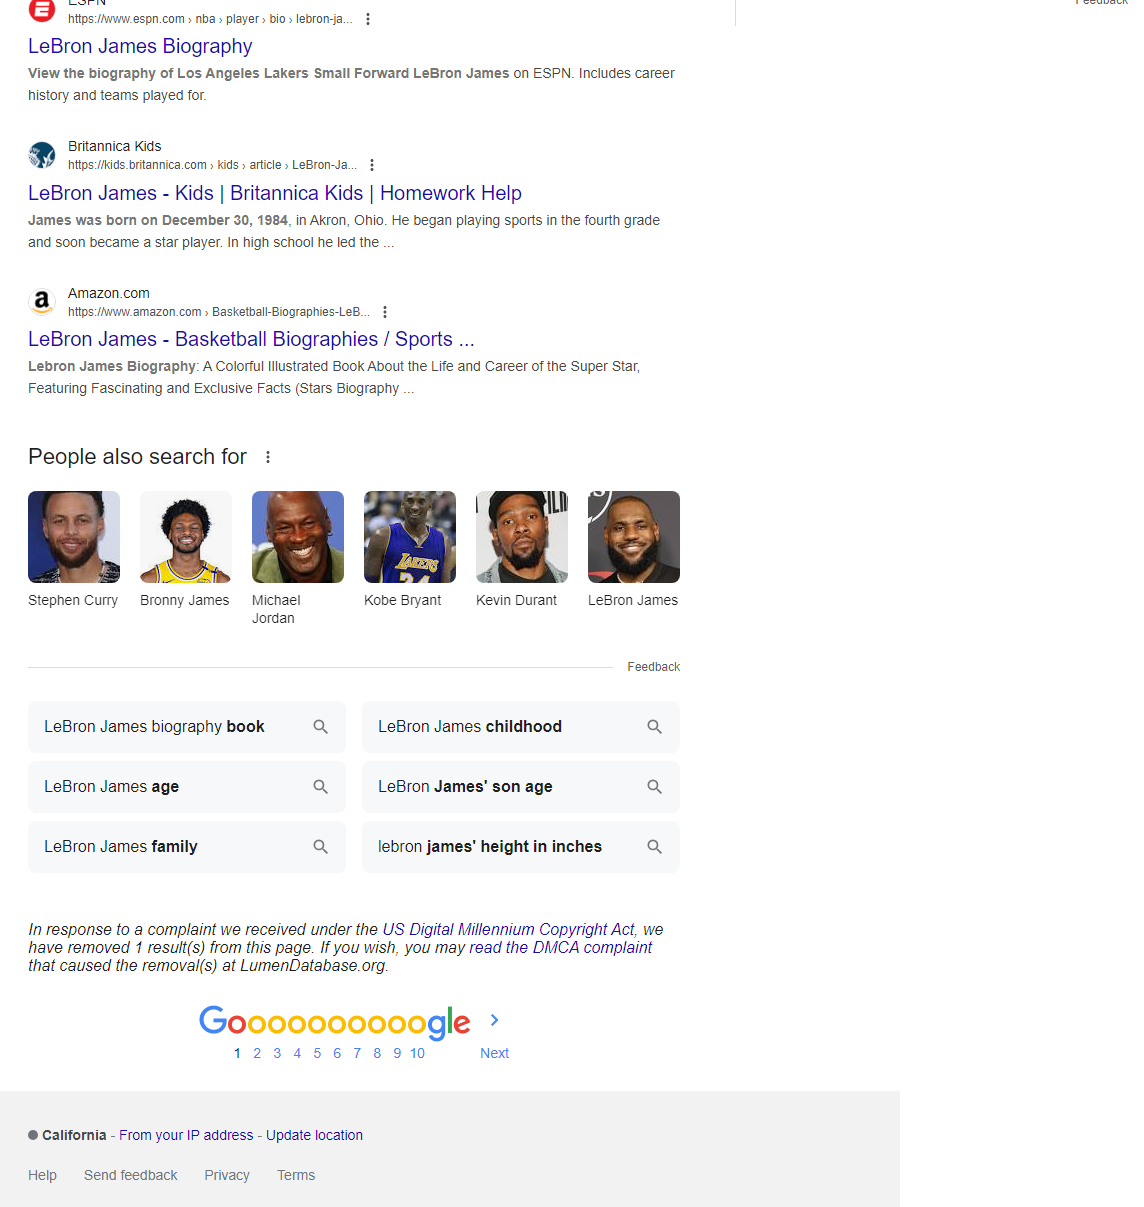 ESPN
Feedback
https://www.espn.com › nba › player › bio › lebron-ja...
LeBron James Biography
View the biography of Los Angeles Lakers Small Forward LeBron James on ESPN. Includes career
history and teams played for.
Britannica Kids
https://kids.britannica.com › kids › article › LeBron-Ja...
LeBron James - Kids | Britannica Kids | Homework Help
James was born on December 30, 1984, in Akron, Ohio. He began playing sports in the fourth grade
and soon became a star player. In high school he led the ...
Amazon.com
https://www.amazon.com › Basketball-Biographies-LeB...
LeBron James - Basketball Biographies / Sports ...
Lebron James Biography: A Colorful Illustrated Book About the Life and Career of the Super Star,
Featuring Fascinating and Exclusive Facts (Stars Biography ...
People also search for
LAKERS
24
Stephen Curry
Bronny James
Michael
Jordan
Kobe Bryant
Kevin Durant
LeBron James
Feedback
LeBron James biography book
LeBron James childhood
LeBron James age
LeBron James' son age
LeBron James family
lebron james' height in inches
In response to a complaint we received under the US Digital Millennium Copyright Act, we
have removed 1 result(s) from this page. If you wish, you may read the DMCA complaint
that caused the removal(s) at LumenDatabase.org.
Goooooooooogle
1 2 3 4 5 6 7 8 9 10 Next
California - From your IP address - Update location
Help Send feedback Privacy Terms